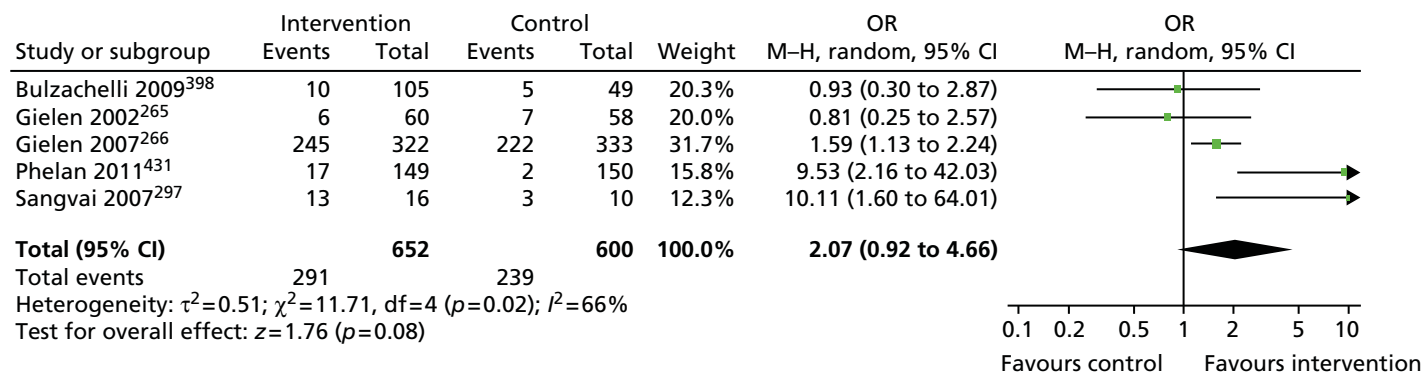 Intervention Control OR OR
Study or subgroup Events Total Events Total Weight M–H, random, 95% CI M–H, random, 95% CI
Bulzachelli 2009³⁹⁸ 10 105 5 49 20.3% 0.93 (0.30 to 2.87)
Gielen 2002²⁶⁵ 6 60 7 58 20.0% 0.81 (0.25 to 2.57)
Gielen 2007²⁶⁶ 245 322 222 333 31.7% 1.59 (1.13 to 2.24)
Phelan 2011⁴³¹ 17 149 2 150 15.8% 9.53 (2.16 to 42.03)
Sangvai 2007²⁹⁷ 13 16 3 10 12.3% 10.11 (1.60 to 64.01)
Total (95% CI) 652 600 100.0% 2.07 (0.92 to 4.66)
Total events 291 239
Heterogeneity: τ²=0.51; χ²=11.71, df=4 (p=0.02); I²=66%
Test for overall effect: z=1.76 (p=0.08)
0.1 0.2 0.5 1 2 5 10
Favours control Favours intervention